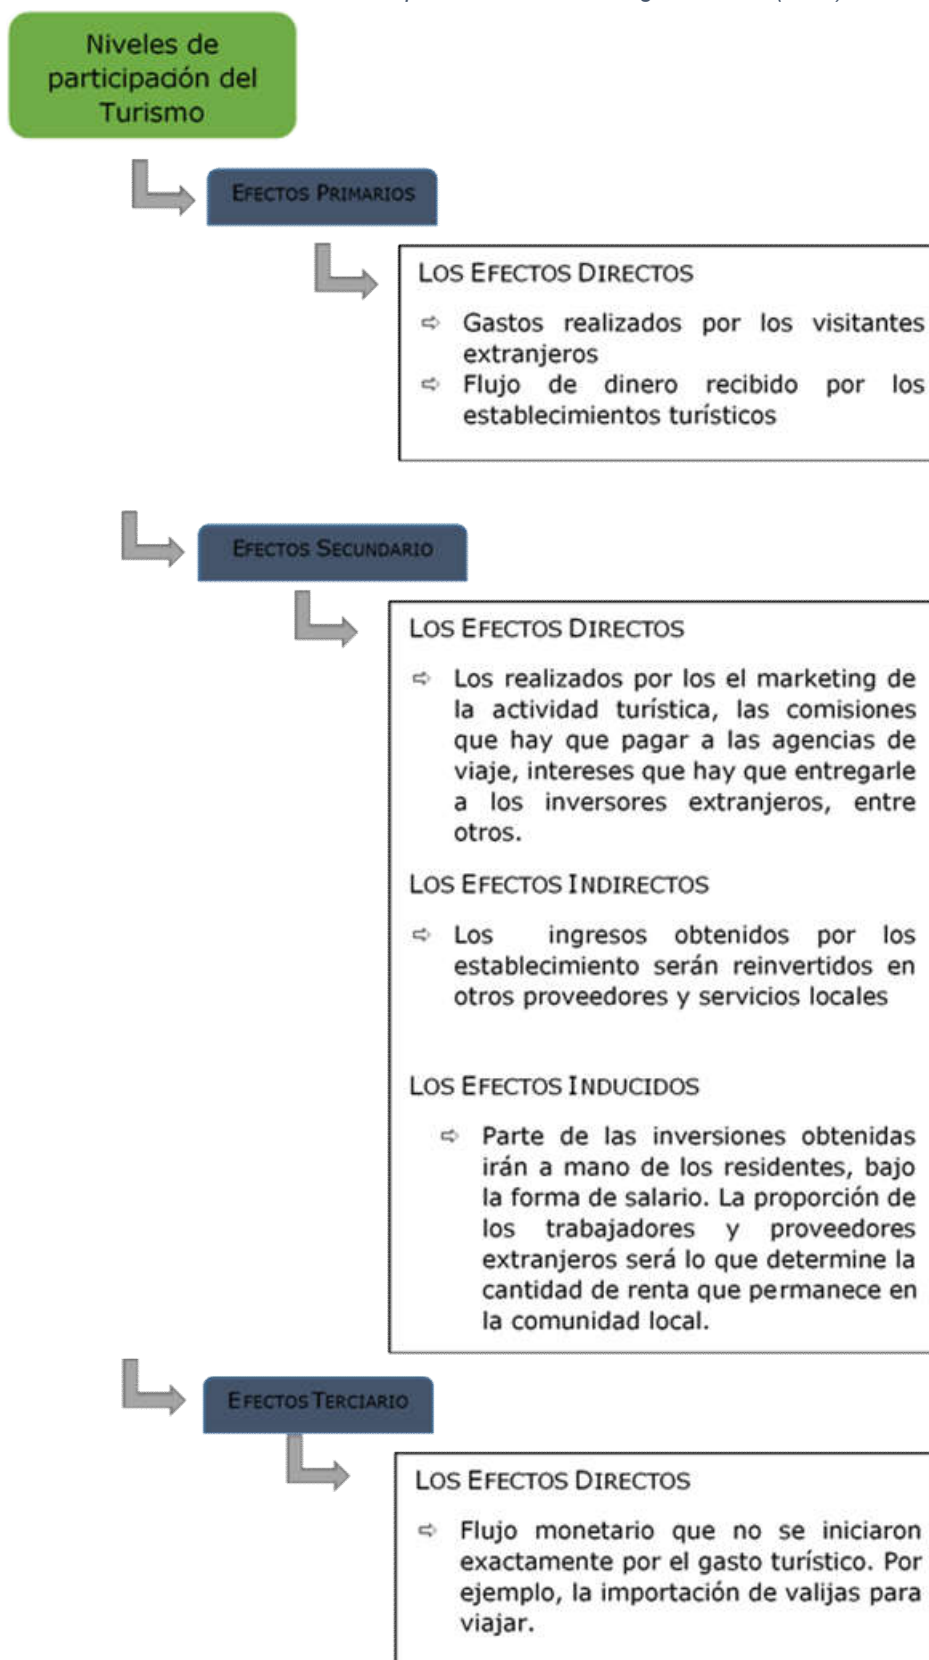 Niveles de
participación del
Turismo
EFECTOS PRIMARIOS
LOS EFECTOS DIRECTOS
⇨ Gastos realizados por los visitantes
extranjeros
⇨ Flujo de dinero recibido por los
establecimientos turísticos
EFECTOS SECUNDARIO
LOS EFECTOS DIRECTOS
⇨ Los realizados por los el marketing de
la actividad turística, las comisiones
que hay que pagar a las agencias de
viaje, intereses que hay que entregarle
a los inversores extranjeros, entre
otros.
LOS EFECTOS INDIRECTOS
⇨ Los ingresos obtenidos por los
establecimiento serán reinvertidos en
otros proveedores y servicios locales
LOS EFECTOS INDUCIDOS
⇨ Parte de las inversiones obtenidas
irán a mano de los residentes, bajo
la forma de salario. La proporción de
los trabajadores y proveedores
extranjeros será lo que determine la
cantidad de renta que permanece en
la comunidad local.
EFECTOS TERCIARIO
LOS EFECTOS DIRECTOS
⇨ Flujo monetario que no se iniciaron
exactamente por el gasto turístico. Por
ejemplo, la importación de valijas para
viajar.